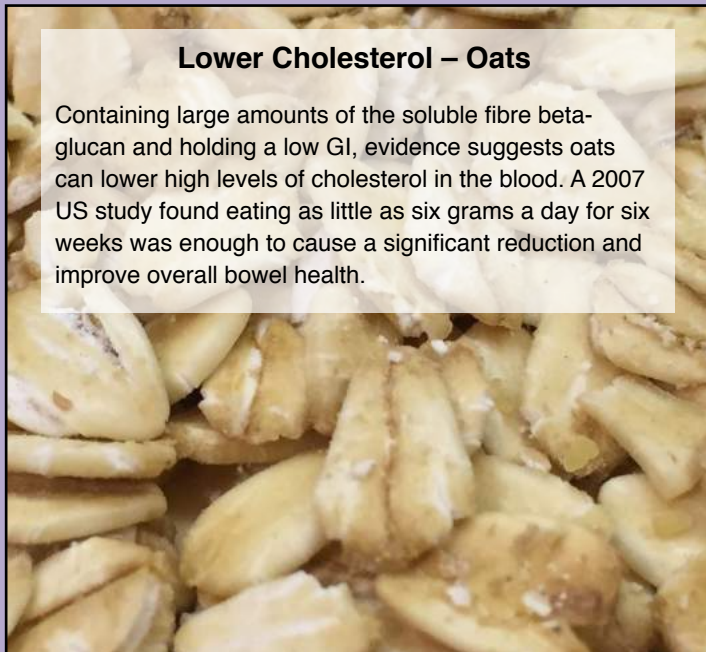 Lower Cholesterol – Oats
Containing large amounts of the soluble fibre beta-
glucan and holding a low GI, evidence suggests oats
can lower high levels of cholesterol in the blood. A 2007
US study found eating as little as six grams a day for six
weeks was enough to cause a significant reduction and
improve overall bowel health.